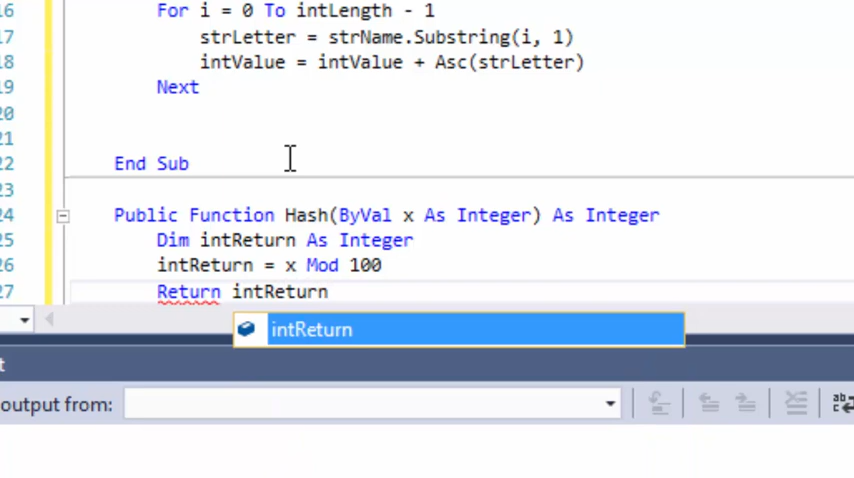 16 For i = 0 To intLength - 1
17 strLetter = strName.Substring(i, 1)
18 intValue = intValue + Asc(strLetter)
19 Next
20
21
22 End Sub
23
24 Public Function Hash(ByVal x As Integer) As Integer
25 Dim intReturn As Integer
26 intReturn = x Mod 100
27 Return intReturn
intReturn
t
output from:
ab
c